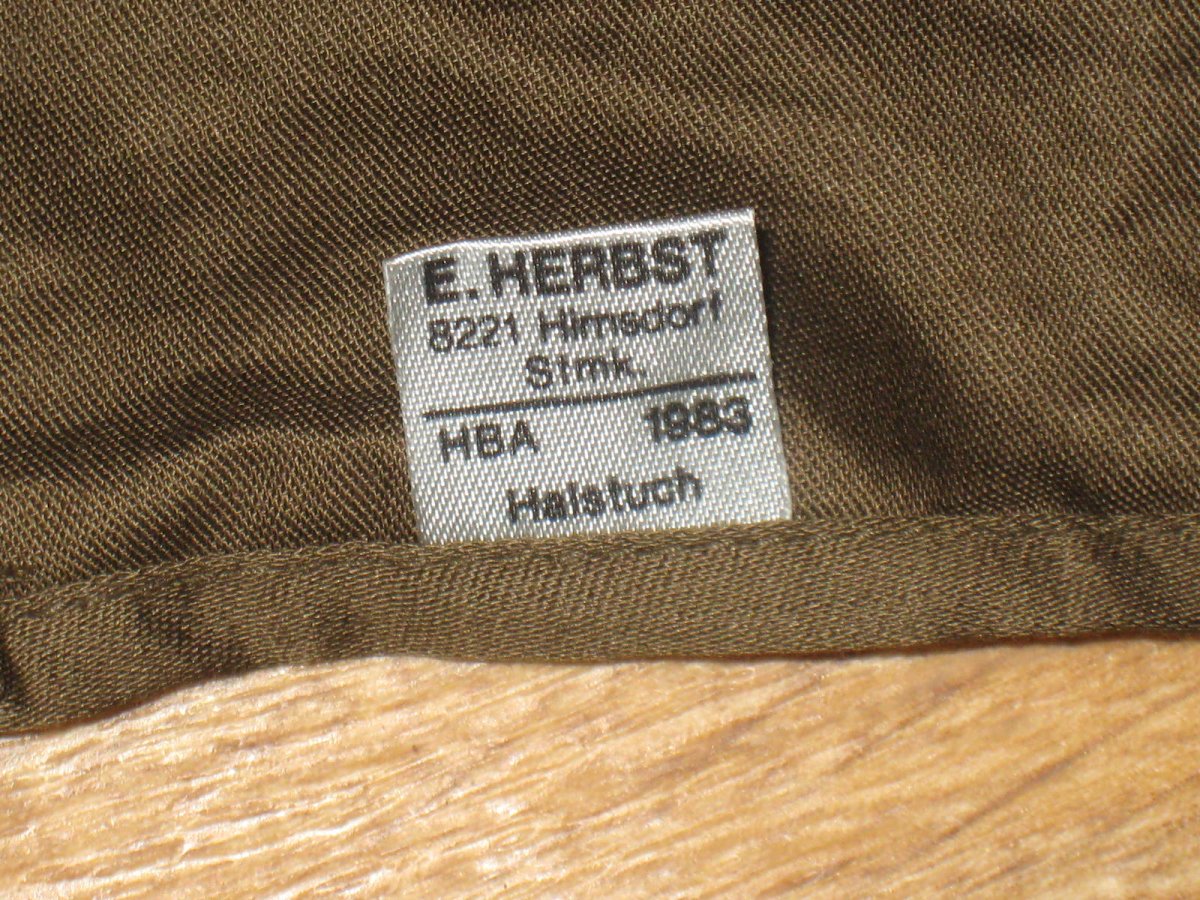 E. HERBST
8221 Hirnsdorf
Stmk.
HBA 1983
Halstuch